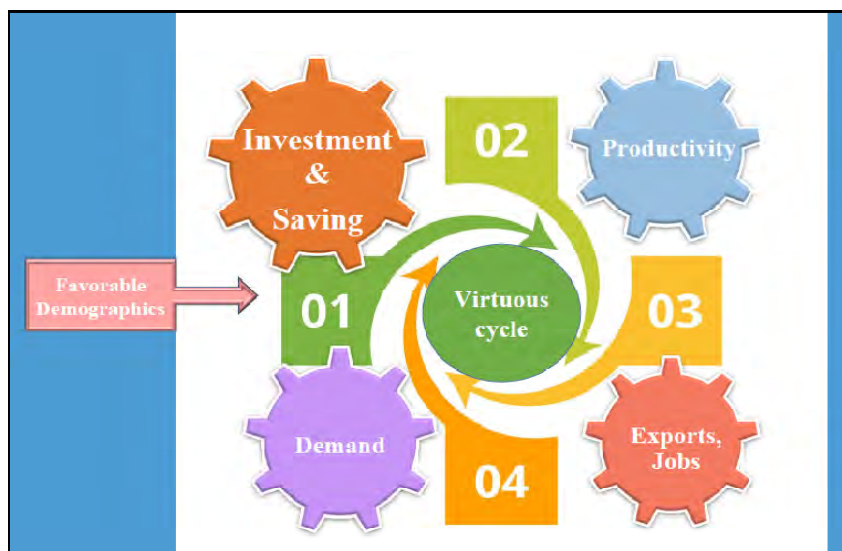 Investment
&
Saving
02
Productivity
Favorable
Demographics
01
Virtuous
cycle
03
Demand
04
Exports,
Jobs